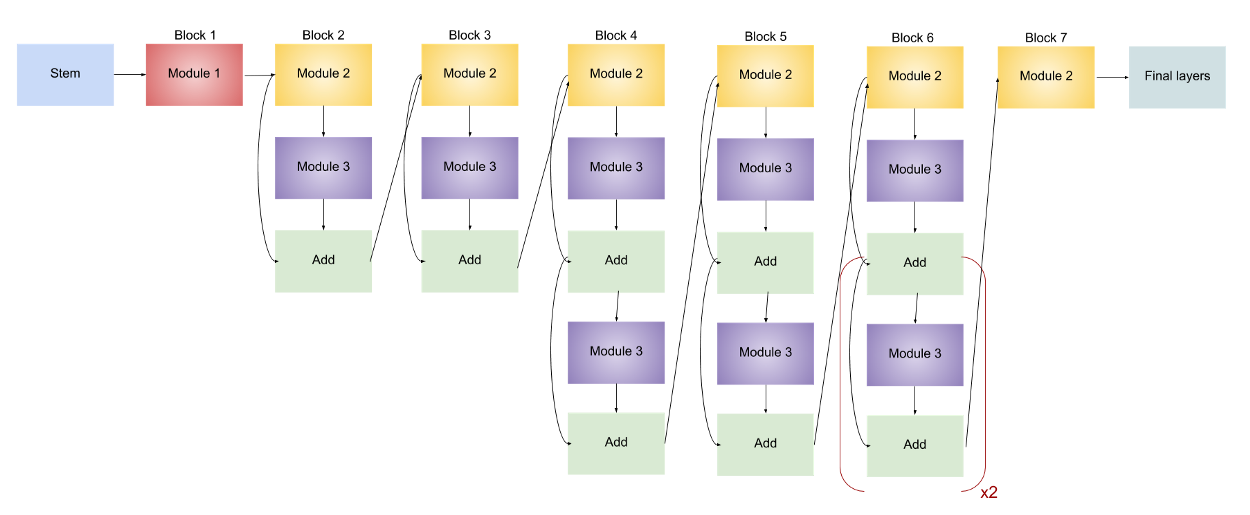 Block 1
Block 2
Block 3
Block 4
Block 5
Block 6
Block 7
Stem
Module 1
Module 2
Module 2
Module 2
Module 2
Module 2
Module 2
Final layers
Module 3
Module 3
Module 3
Module 3
Module 3
Add
Add
Add
Add
Add
Module 3
Module 3
Module 3
Add
Add
Add
x2